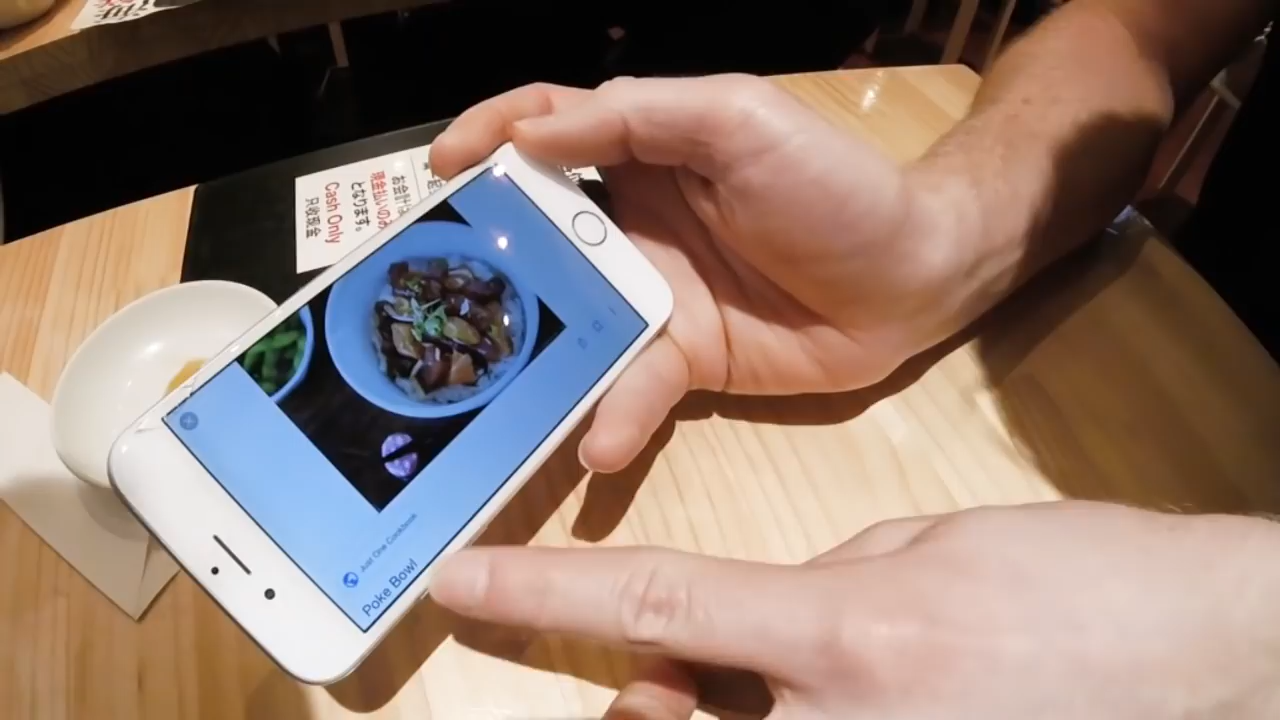 お会計は
現金払いのみ
となります。
Cash Only
只收现金
Just One Cookbook
Poke Bowl